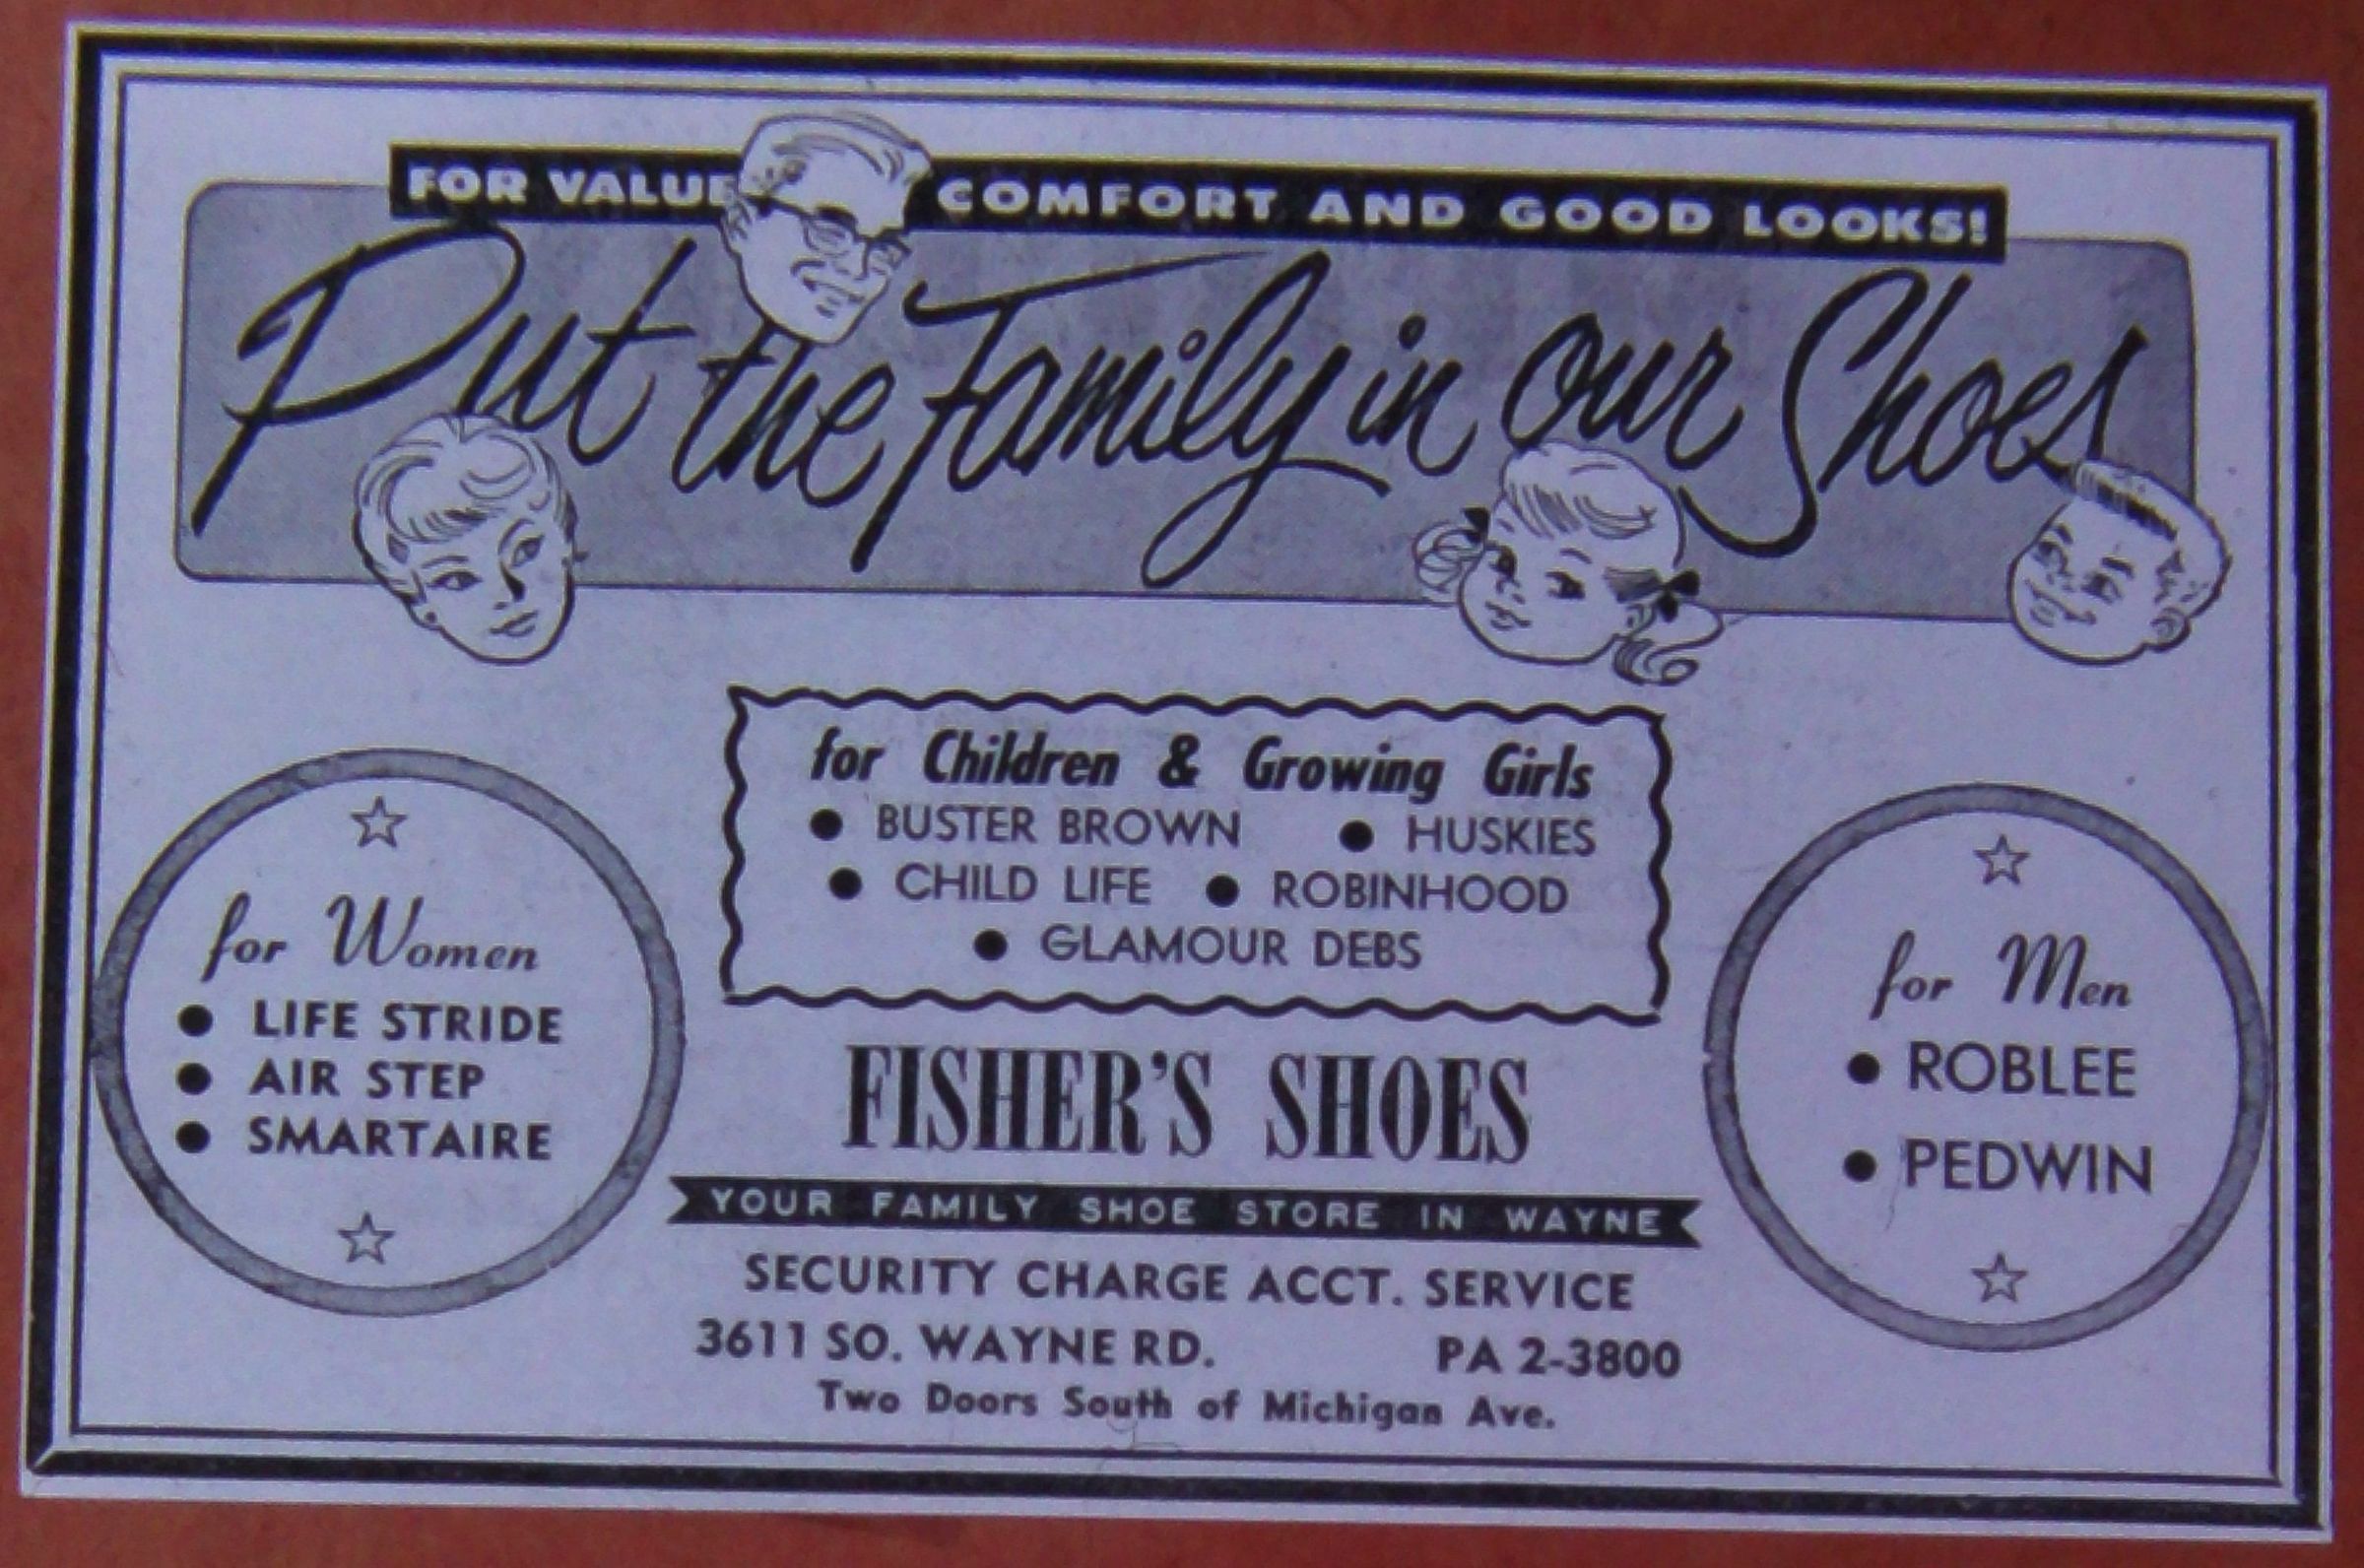 FOR VALUE COMFORT AND GOOD LOOKS!
Put the Family in our Shoes
for Children & Growing Girls
● BUSTER BROWN ● HUSKIES
● CHILD LIFE ● ROBINHOOD
● GLAMOUR DEBS
for Women
● LIFE STRIDE
● AIR STEP
● SMARTAIRE
for Men
● ROBLEE
● PEDWIN
FISHER'S SHOES
YOUR FAMILY SHOE STORE IN WAYNE
SECURITY CHARGE ACCT. SERVICE
3611 SO. WAYNE RD. PA 2-3800
Two Doors South of Michigan Ave.